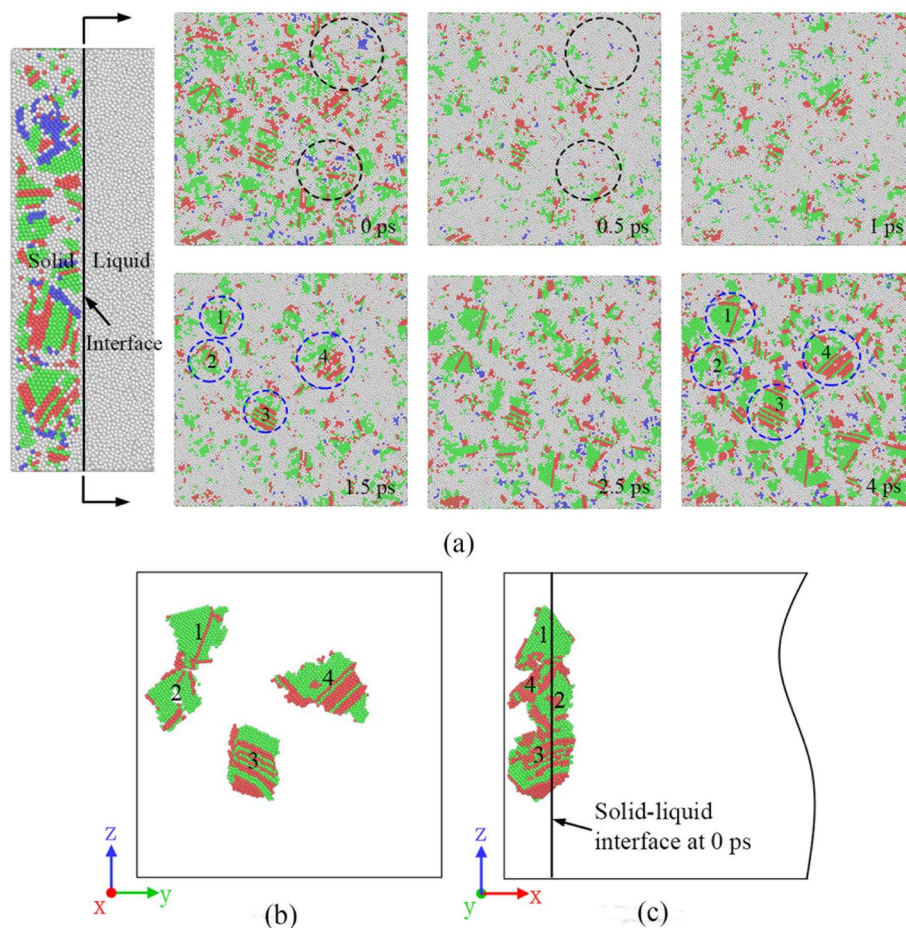 0 ps
0.5 ps
1 ps
Solid
Liquid
Interface
1
2
3
4
1.5 ps
2.5 ps
1
2
3
4
4 ps
(a)
1
2
3
4
z
x
y
(b)
1
4
2
3
Solid-liquid
interface at 0 ps
z
y
x
(c)